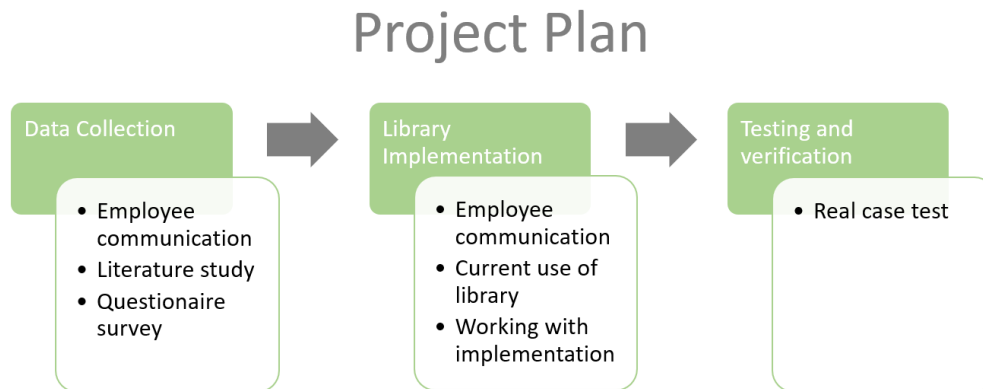 Project Plan
Data Collection
• Employee
communication
• Literature study
• Questionaire
survey
Library
Implementation
• Employee
communication
• Current use of
library
• Working with
implementation
Testing and
verification
• Real case test